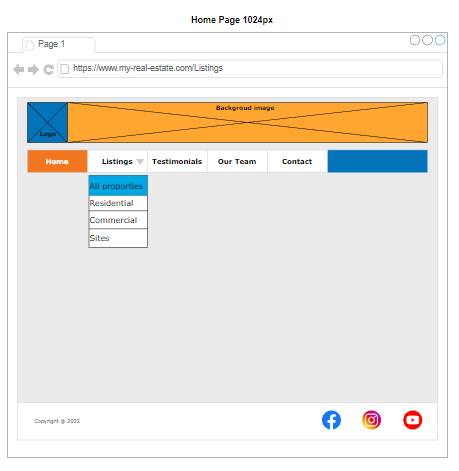 Home Page 1024px
Page 1
https://www.my-real-estate.com/Listings
Backgroud image
Logo
Home Listings Testimonials Our Team Contact
All proporties
Residential
Commercial
Sites
Copyright @ 2023